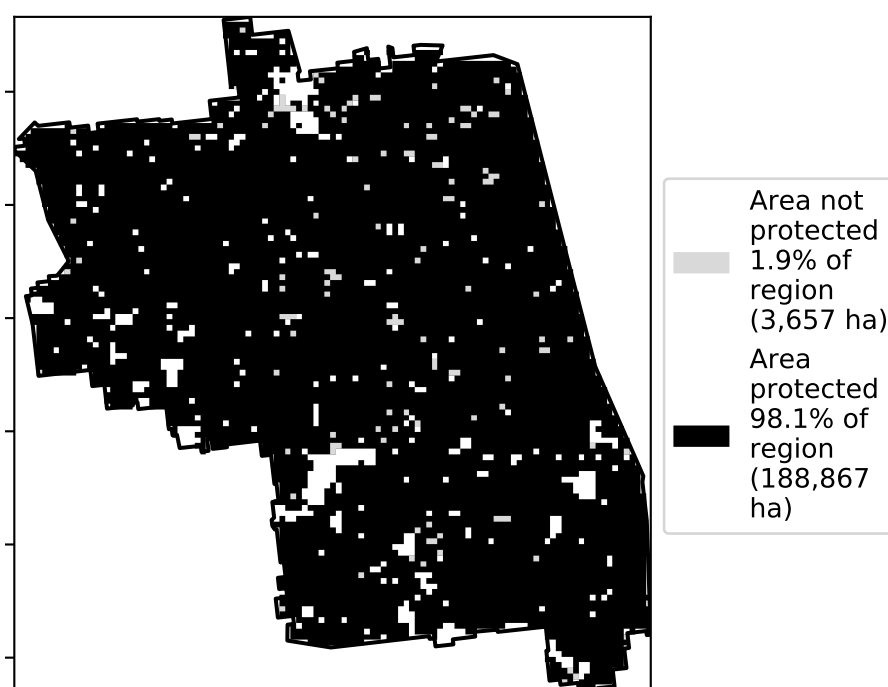 Area not
protected
1.9% of
region
(3,657 ha)
Area
protected
98.1% of
region
(188,867
ha)